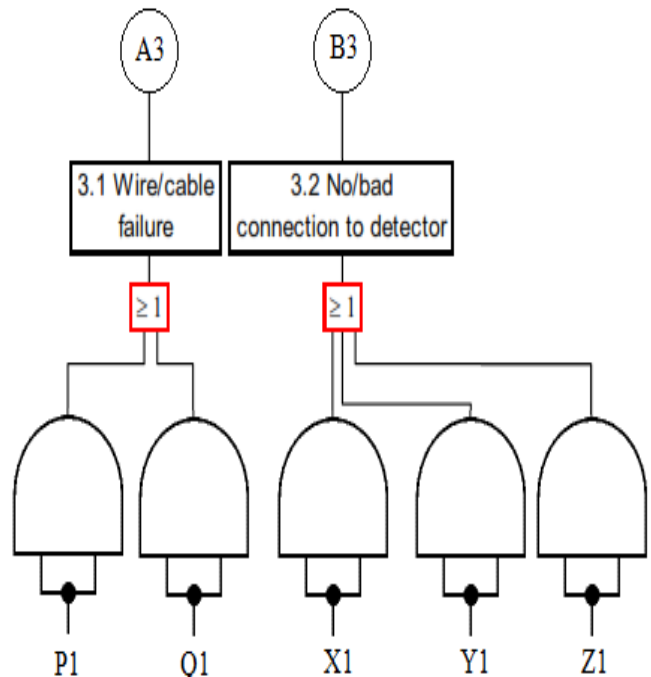 A3
B3
3.1 Wire/cable
failure
3.2 No/bad
connection to detector
≥ 1
≥ 1
P1
Q1
X1
Y1
Z1